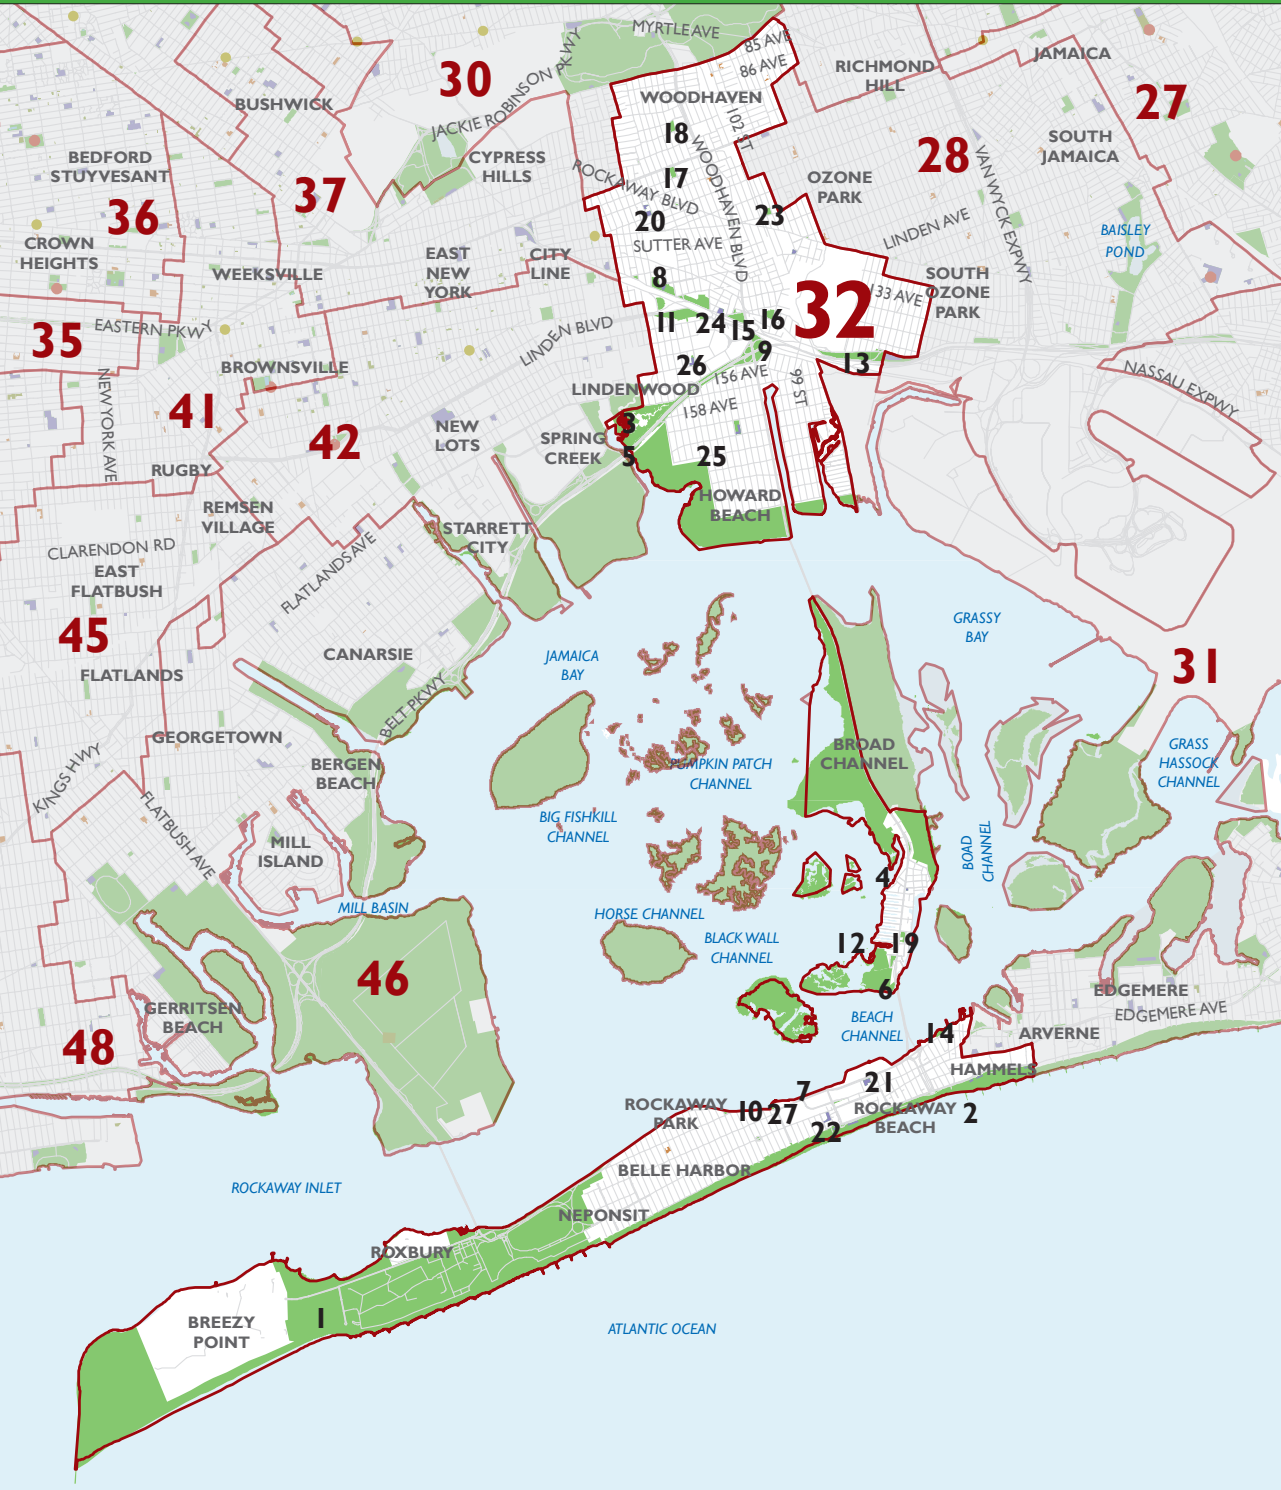 MYRTLE AVE
85 AVE
86 AVE
30
JACKIE ROBINSON PKWY
BUSHWICK
WOODHAVEN
RICHMOND
HILL
JAMAICA
27
102 ST
18
WOODHAVEN BLVD
28
SOUTH
JAMAICA
VAN WYCK EXPWY
BEDFORD
STUYVESANT
37
CYPRESS
HILLS
17
ROCKAWAY BLVD
OZONE
PARK
36
20
23
LINDEN AVE
BAISLEY
POND
CROWN
HEIGHTS
WEEKSVILLE
EAST
NEW
YORK
CITY
LINE
SUTTER AVE
8
32
133 AVE
SOUTH
OZONE
PARK
35
EASTERN PKWY
LINDEN BLVD
11
24
15
16
9
13
BROWNSVILLE
26
156 AVE
99 ST
NASSAU EXPWY
NEW YORK AVE
41
LINDENWOOD
158 AVE
42
NEW
LOTS
3
SPRING
CREEK
5
25
RUGBY
HOWARD
BEACH
REMSEN
VILLAGE
STARRETT
CITY
CLARENDON RD
EAST
FLATBUSH
FLATLANDS AVE
45
FLATLANDS
CANARSIE
JAMAICA
BAY
GRASSY
BAY
31
BELT PKWY
GEORGETOWN
KINGS HWY
BERGEN
BEACH
PUMPKIN PATCH
CHANNEL
BROAD
CHANNEL
GRASS
HASSOCK
CHANNEL
FLATBUSH AVE
BIG FISHKILL
CHANNEL
MILL
ISLAND
BOAD
CHANNEL
4
MILL BASIN
HORSE CHANNEL
BLACK WALL
CHANNEL
12
19
46
6
EDGEMERE
EDGEMERE AVE
GERRITSEN
BEACH
BEACH
CHANNEL
14
ARVERNE
48
HAMMELS
7
21
ROCKAWAY
PARK
10
27
ROCKAWAY
BEACH
2
22
BELLE HARBOR
ROCKAWAY INLET
NEPONSIT
ROXBURY
1
BREEZY
POINT
ATLANTIC OCEAN